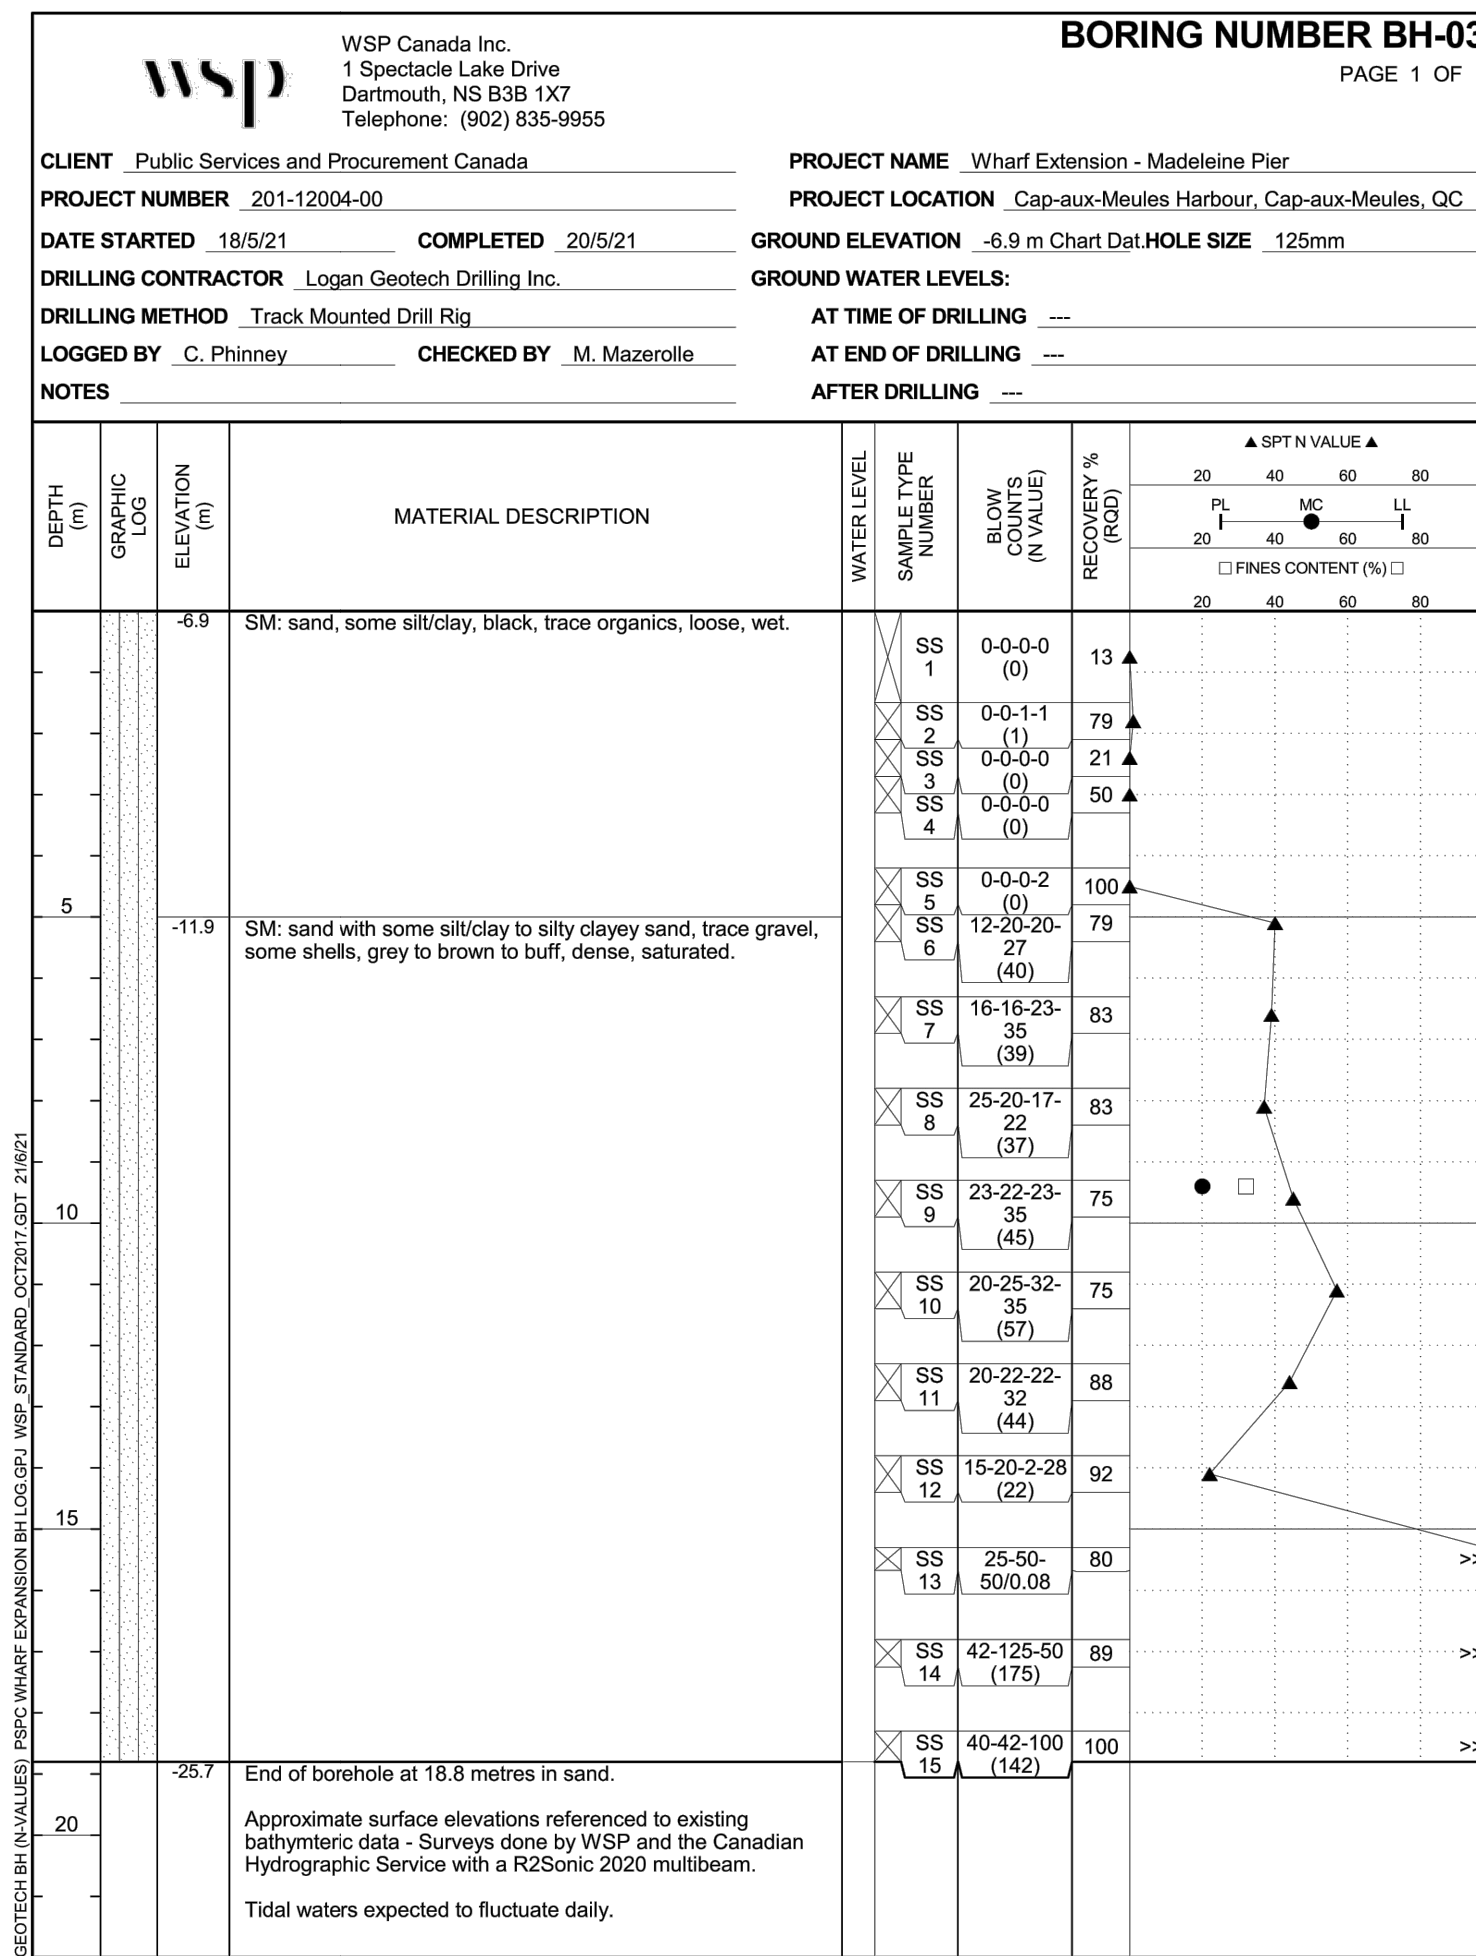 wsp
WSP Canada Inc.
1 Spectacle Lake Drive
Dartmouth, NS B3B 1X7
Telephone: (902) 835-9955
BORING NUMBER BH-03
PAGE 1 OF
CLIENT Public Services and Procurement Canada
PROJECT NAME Wharf Extension - Madeleine Pier
PROJECT NUMBER 201-12004-00
PROJECT LOCATION Cap-aux-Meules Harbour, Cap-aux-Meules, QC
DATE STARTED 18/5/21 COMPLETED 20/5/21
GROUND ELEVATION -6.9 m Chart Dat. HOLE SIZE 125mm
DRILLING CONTRACTOR Logan Geotech Drilling Inc.
GROUND WATER LEVELS:
DRILLING METHOD Track Mounted Drill Rig
AT TIME OF DRILLING ---
LOGGED BY C. Phinney CHECKED BY M. Mazerolle
AT END OF DRILLING ---
NOTES
AFTER DRILLING ---
DEPTH
(m)
GRAPHIC
LOG
ELEVATION
(m)
MATERIAL DESCRIPTION
WATER LEVEL
SAMPLE TYPE
NUMBER
BLOW
COUNTS
(N VALUE)
RECOVERY %
(RQD)
▲ SPT N VALUE ▲
20 40 60 80
PL MC LL
20 40 60 80
□ FINES CONTENT (%) □
20 40 60 80
-6.9 SM: sand, some silt/clay, black, trace organics, loose, wet.
SS 0-0-0-0 13
1 (0)
SS 0-0-1-1 79
2 (1)
SS 0-0-0-0 21
3 (0)
SS 0-0-0-0 50
4 (0)
SS 0-0-0-2 100
5 (0)
5
-11.9 SM: sand with some silt/clay to silty clayey sand, trace gravel,
some shells, grey to brown to buff, dense, saturated.
SS 12-20-20- 79
6 27
(40)
SS 16-16-23- 83
7 35
(39)
SS 25-20-17- 83
8 22
(37)
SS 23-22-23- 75
9 35
(45)
10
SS 20-25-32- 75
10 35
(57)
SS 20-22-22- 88
11 32
(44)
SS 15-20-2-28 92
12 (22)
15
SS 25-50- 80 >>
13 50/0.08
SS 42-125-50 89 >>
14 (175)
SS 40-42-100 100 >>
15 (142)
-25.7 End of borehole at 18.8 metres in sand.
20
Approximate surface elevations referenced to existing
bathymteric data - Surveys done by WSP and the Canadian
Hydrographic Service with a R2Sonic 2020 multibeam.
Tidal waters expected to fluctuate daily.
GEOTECH BH (N-VALUES) PSPC WHARF EXPANSION BH LOG.GPJ WSP_STANDARD_OCT2017.GDT 21/6/21